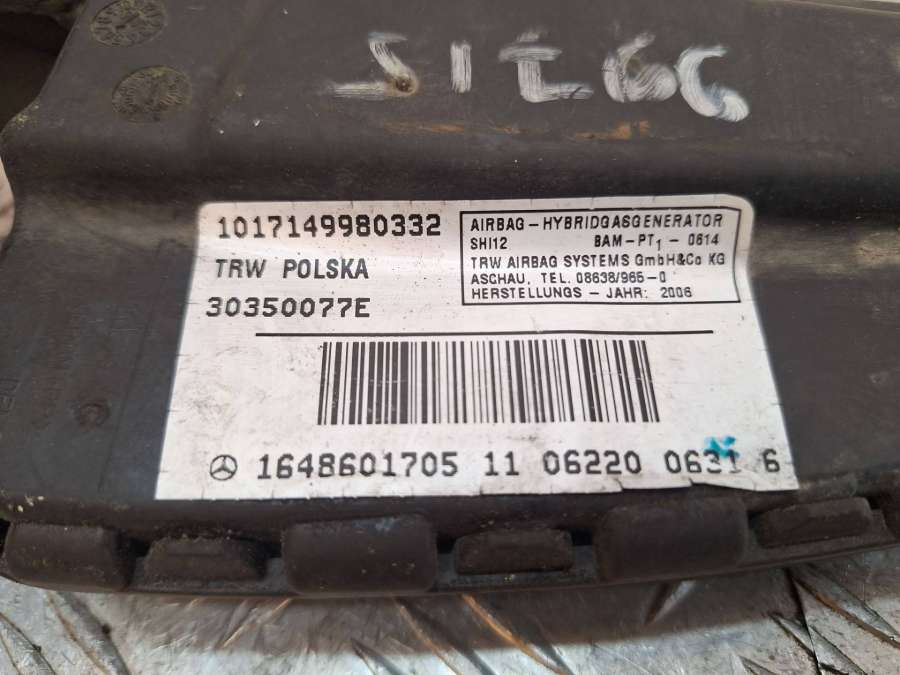 1017149980332
TRW POLSKA
30350077E
AIRBAG-HYBRIDGASGENERATOR
SHI12 BAM-PT1-0614
TRW AIRBAG SYSTEMS GmbH&Co KG
ASCHAU, TEL. 08638/965-0
HERSTELLUNGS - JAHR: 2006
1648601705 11 06220 0631 6